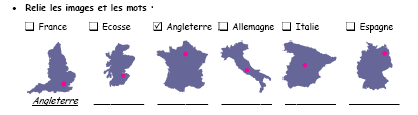 • Relie les images et les mots :
☐ France ☐ Ecosse ☑ Angleterre ☐ Allemagne ☐ Italie ☐ Espagne
Angleterre